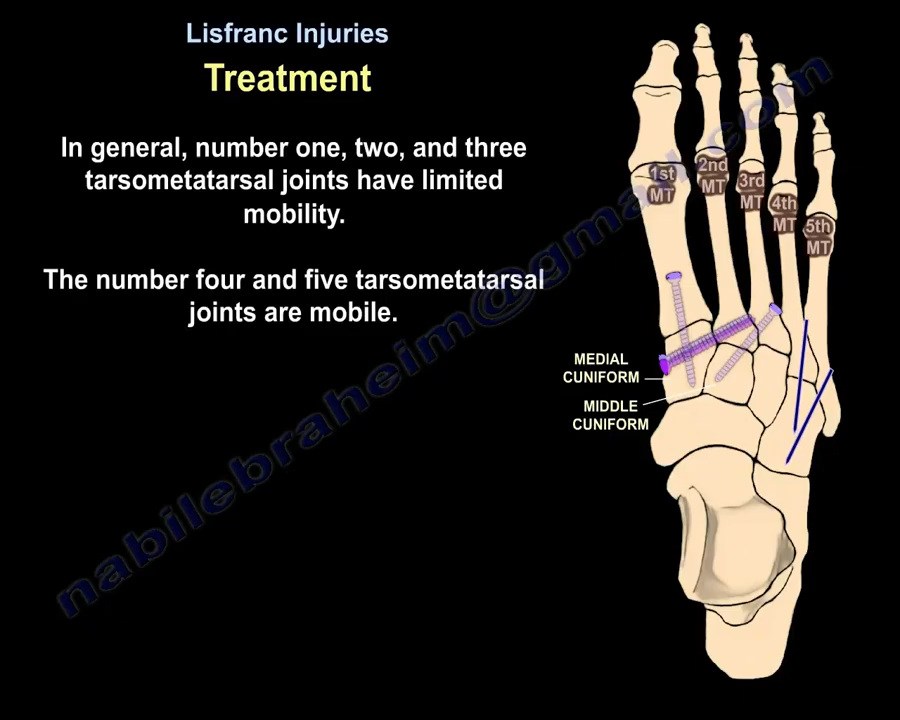 Lisfranc Injuries
Treatment
In general, number one, two, and three
tarsometatarsal joints have limited
mobility.
The number four and five tarsometatarsal
joints are mobile.
1st
MT
2nd
MT
3rd
MT
4th
MT
5th
MT
MEDIAL
CUNIFORM
MIDDLE
CUNIFORM
nabilebraheim@gmail.com